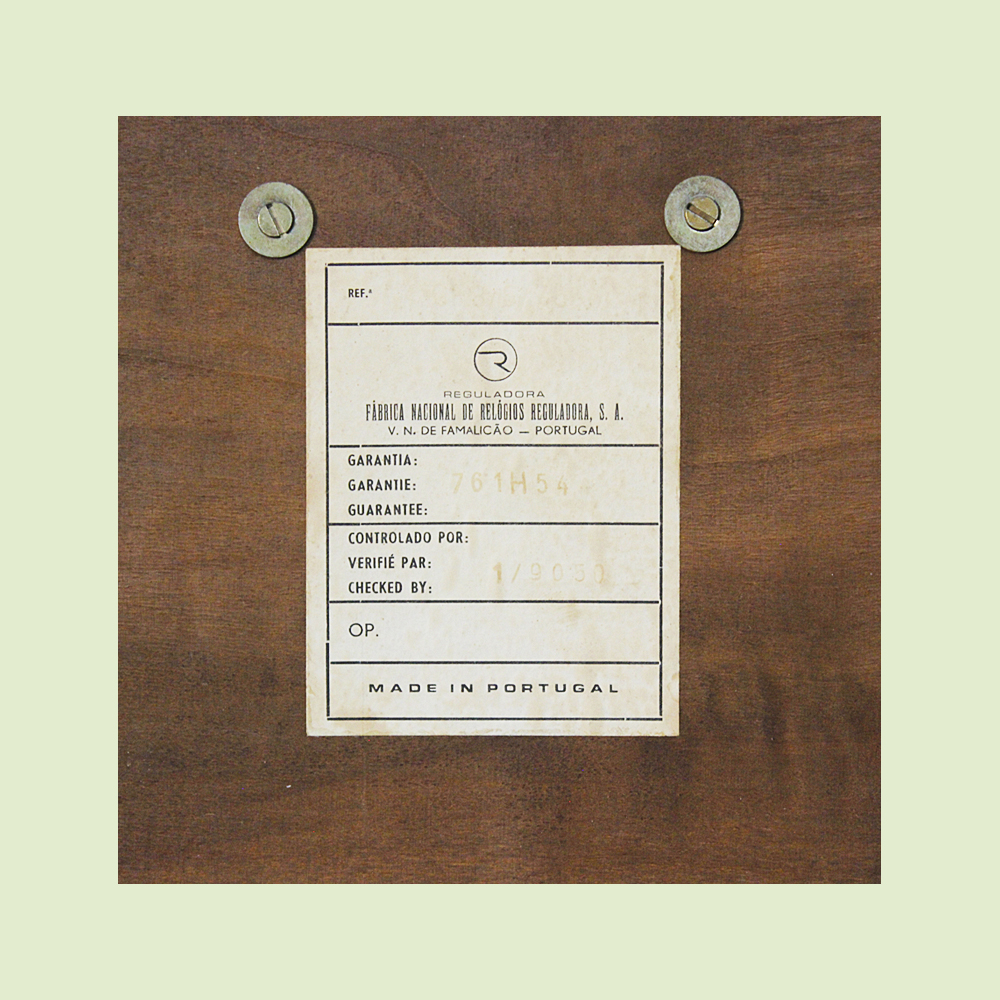 REF.ª
R
REGULADORA
FÁBRICA NACIONAL DE RELÓGIOS REGULADORA, S. A.
V. N. DE FAMALICÃO — PORTUGAL
GARANTIA:
GARANTIE: 761H54
GUARANTEE:
CONTROLADO POR:
VERIFIÉ PAR: 1/9050
CHECKED BY:
OP.
MADE IN PORTUGAL